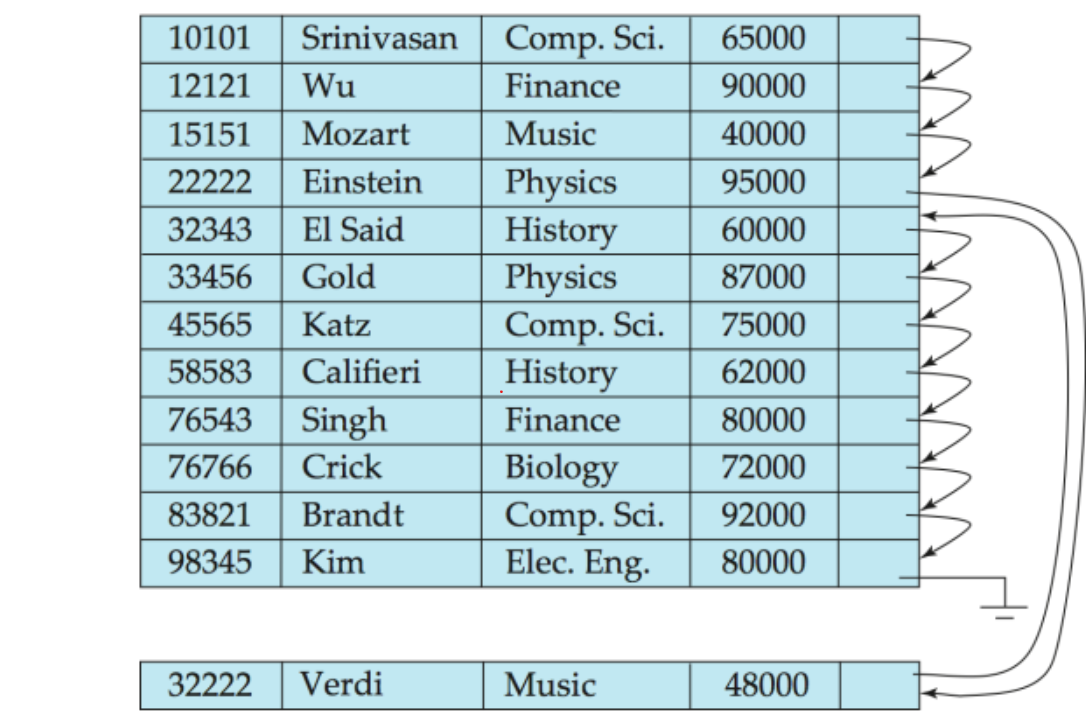 10101 Srinivasan Comp. Sci. 65000
12121 Wu Finance 90000
15151 Mozart Music 40000
22222 Einstein Physics 95000
32343 El Said History 60000
33456 Gold Physics 87000
45565 Katz Comp. Sci. 75000
58583 Califieri History 62000
76543 Singh Finance 80000
76766 Crick Biology 72000
83821 Brandt Comp. Sci. 92000
98345 Kim Elec. Eng. 80000
32222 Verdi Music 48000